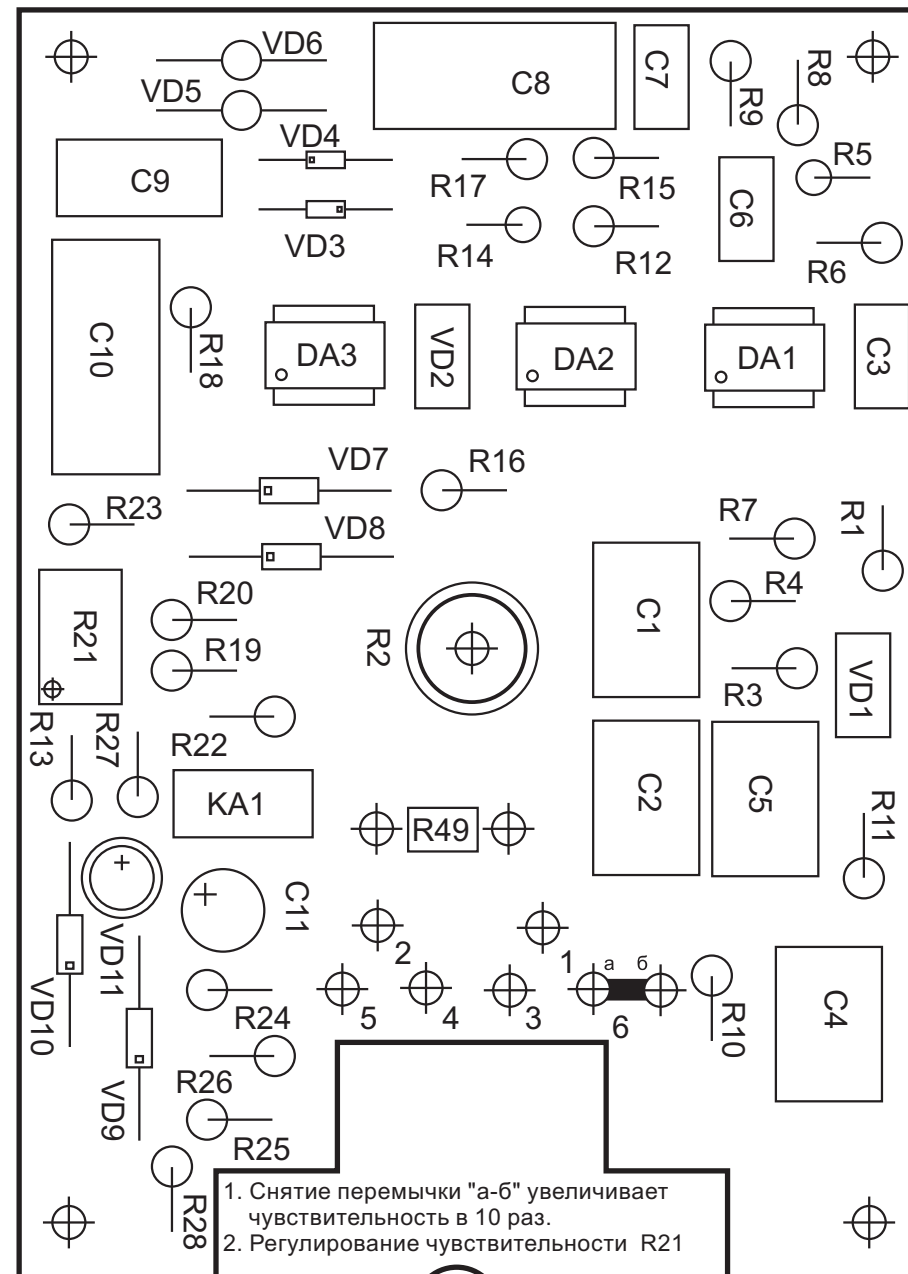 VD6
VD5
C8
C7
R9
R8
VD4
C9
R17
R15
R5
C6
VD3
R14
R12
R6
C10
R18
DA3
VD2
DA2
DA1
C3
VD7
R16
R23
VD8
R7
R1
R20
R21
R19
R2
C1
R4
R3
VD1
R13
R27
R22
KA1
R49
C2
C5
R11
C11
VD11
2
1
а б
VD10
5
4
3
6
R24
R10
C4
VD9
R26
R25
R28
1. Снятие перемычки "а-б" увеличивает
чувствительность в 10 раз.
2. Регулирование чувствительности R21